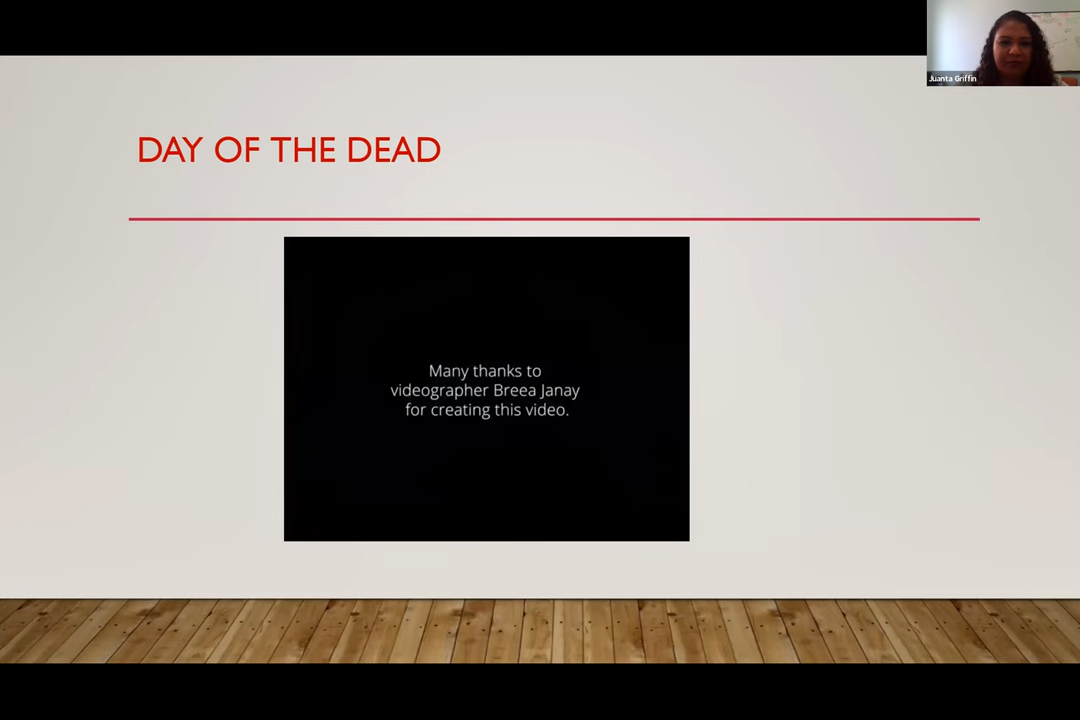 Juanta Griffin
DAY OF THE DEAD
Many thanks to
videographer Breea Janay
for creating this video.